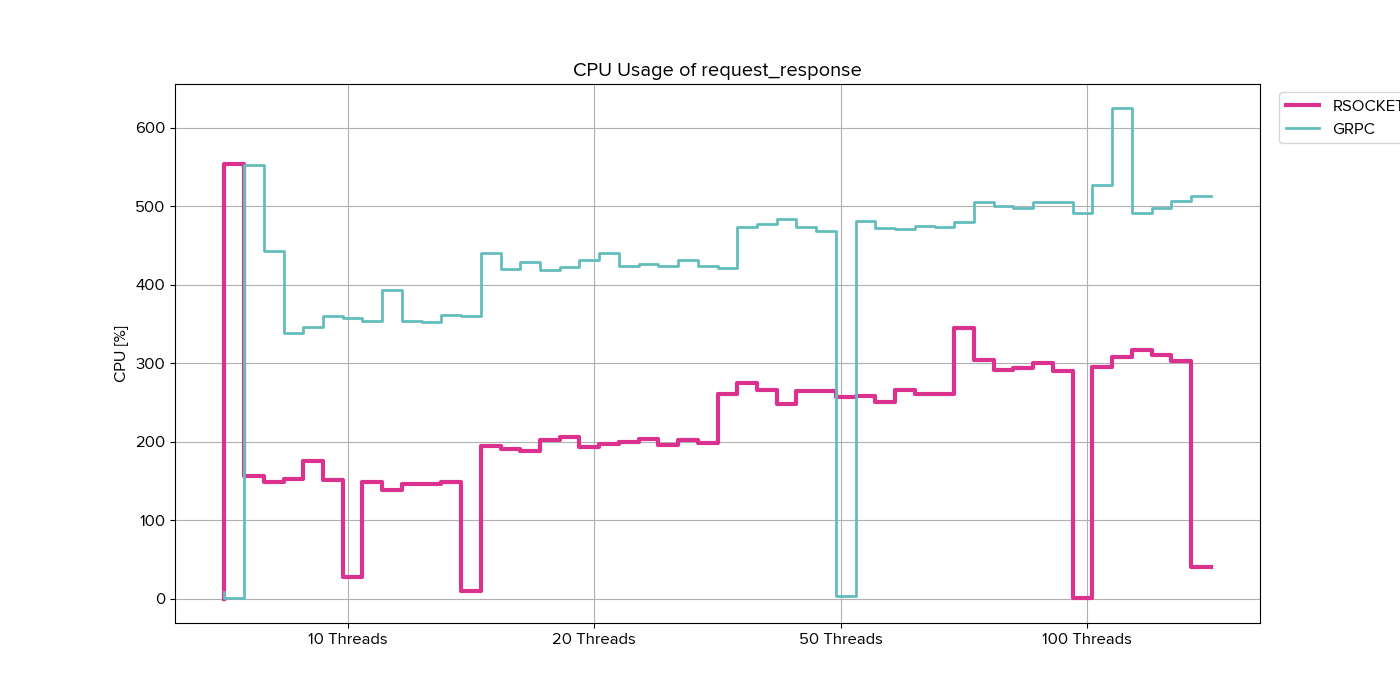 CPU Usage of request_response
RSOCKET
GRPC
CPU [%]
600
500
400
300
200
100
0
10 Threads
20 Threads
50 Threads
100 Threads